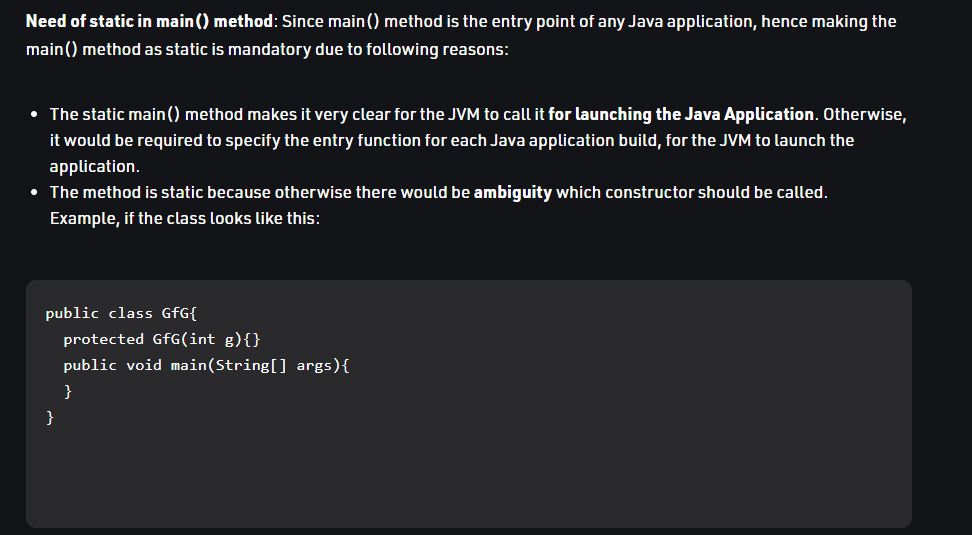 Need of static in main() method: Since main() method is the entry point of any Java application, hence making the
main() method as static is mandatory due to following reasons:
• The static main() method makes it very clear for the JVM to call it for launching the Java Application. Otherwise,
it would be required to specify the entry function for each Java application build, for the JVM to launch the
application.
• The method is static because otherwise there would be ambiguity which constructor should be called.
Example, if the class looks like this:
public class GfG{
  protected GfG(int g){}
  public void main(String[] args){
  }
}